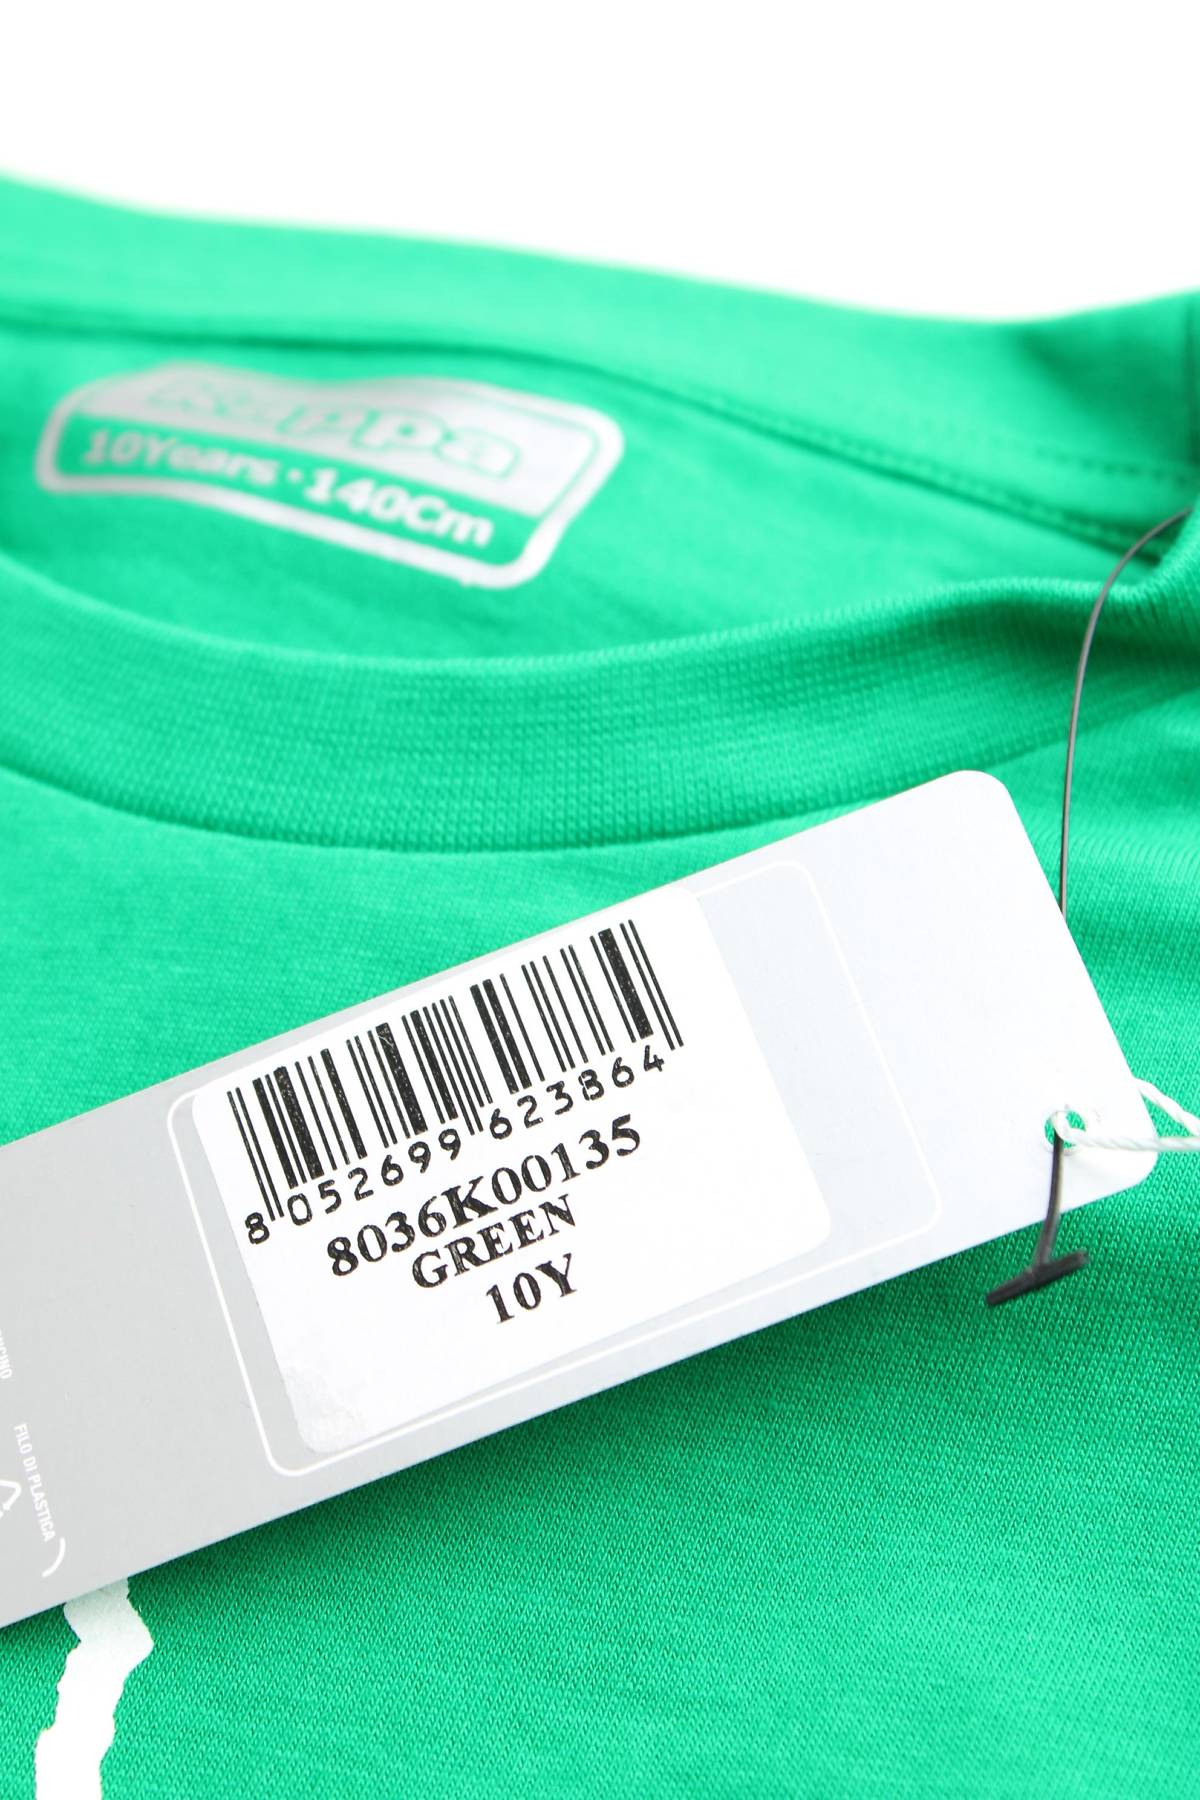 Kappa
10Years · 140Cm
8 052699 623864
8036K00135
GREEN
10Y
FILO DI PLASTICA